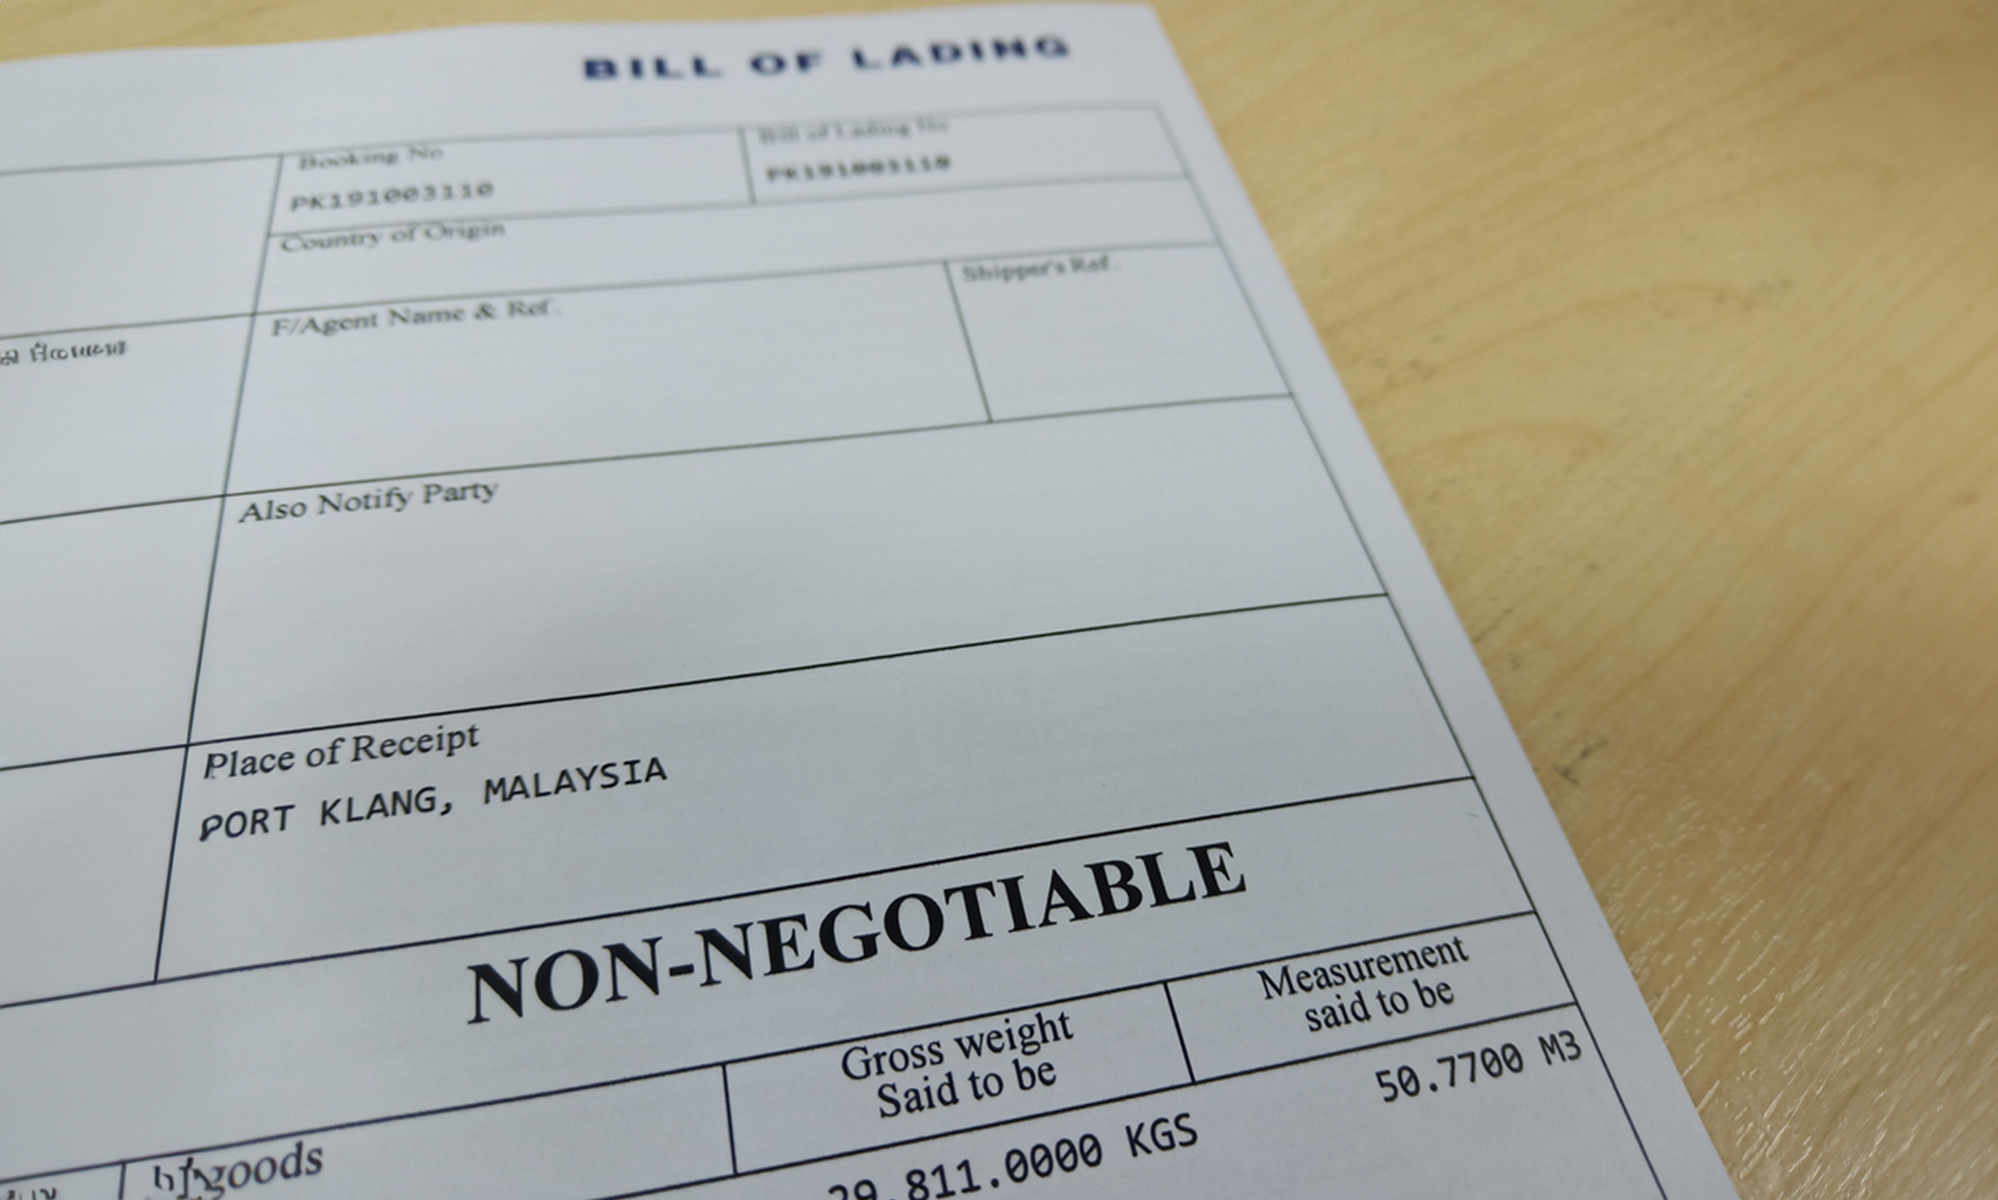 BILL OF LADING
Booking No
Bill of Lading No
PK191003110
PK191003110
Country of Origin
F/Agent Name & Ref.
Shipper's Ref.
Also Notify Party
Place of Receipt
PORT KLANG, MALAYSIA
NON-NEGOTIABLE
Gross weight
Said to be
Measurement
said to be
goods
29,811.0000 KGS
50.7700 M3